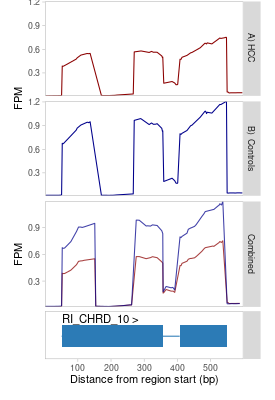 1.2
0.9
0.6
0.3
A) HCC
1.2
0.9
0.6
0.3
B) Controls
FPM
0.9
0.6
0.3
Combined
FPM
RI_CHRD_10 >
100 200 300 400 500
Distance from region start (bp)